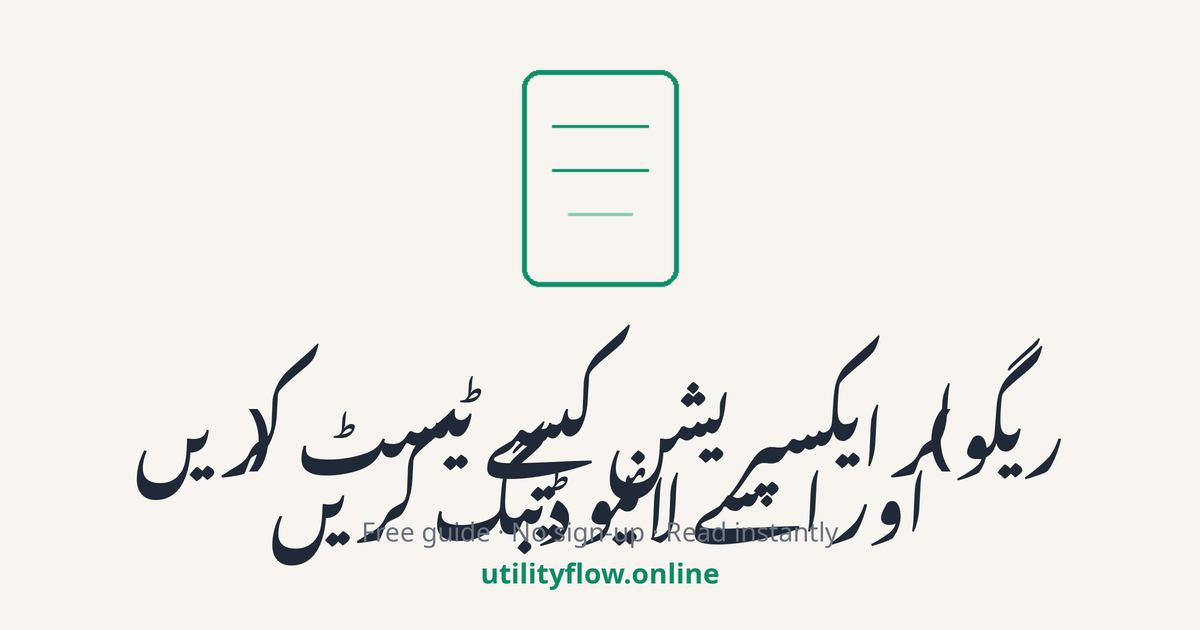 ریگولر ایکسپریشن کیسے ٹیسٹ کریں
(اور اسے لائیو ڈیبگ کریں)
Free guide · No sign-up · Read instantly
utilityflow.online